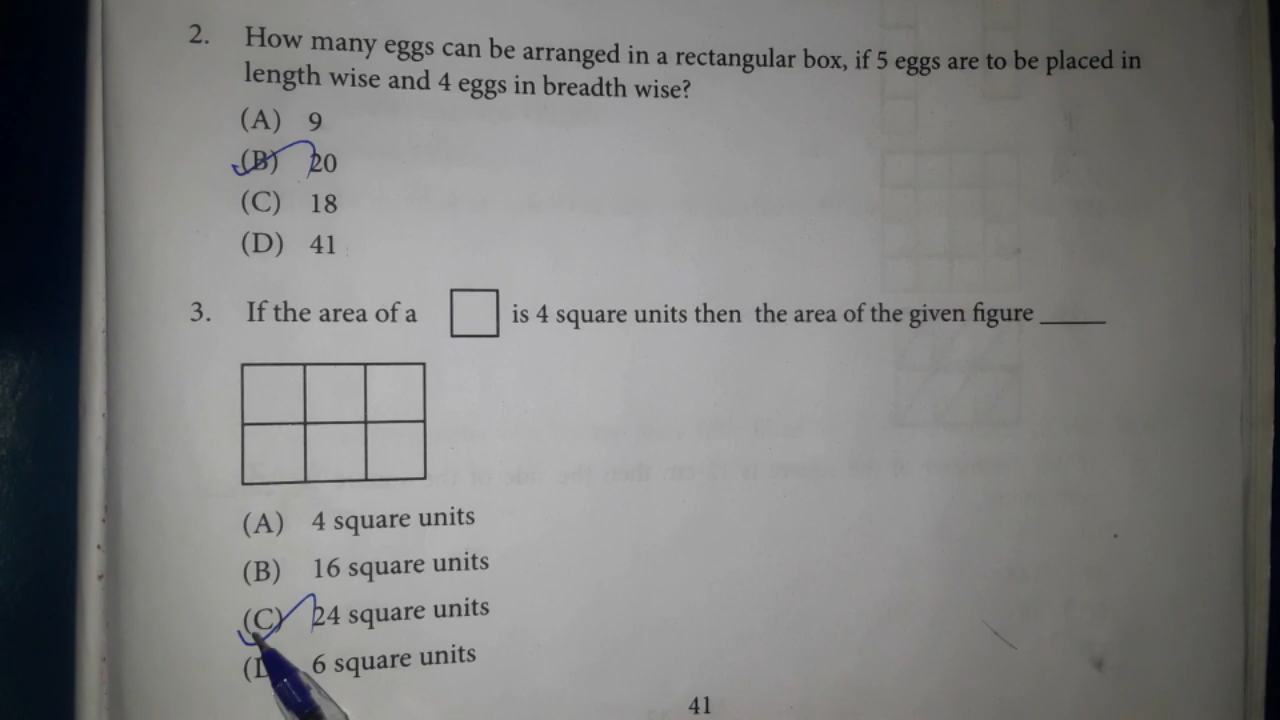 2. How many eggs can be arranged in a rectangular box, if 5 eggs are to be placed in
length wise and 4 eggs in breadth wise?
(A) 9
(B) 20
(C) 18
(D) 41
3. If the area of a is 4 square units then the area of the given figure _____
(A) 4 square units
(B) 16 square units
(C) 24 square units
(D 6 square units
41